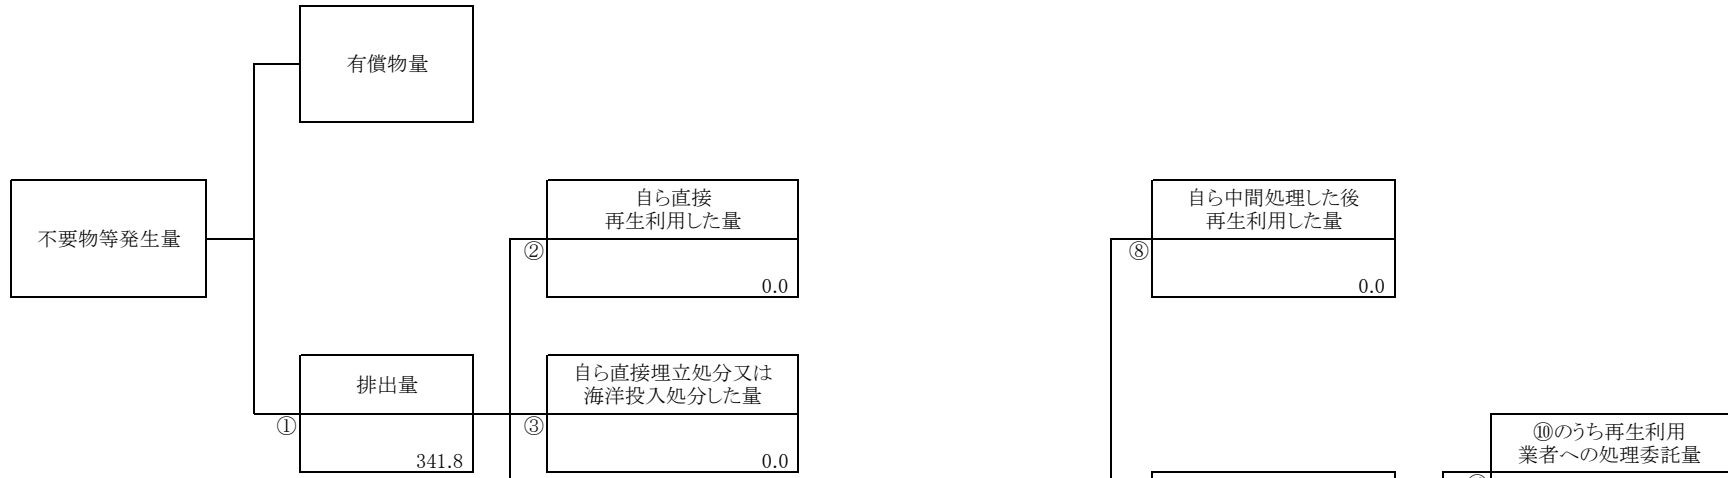 有償物量
不要物等発生量
自ら直接
再生利用した量
②
0.0
自ら中間処理した後
再生利用した量
⑧
0.0
排出量
①
341.8
自ら直接埋立処分又は
海洋投入処分した量
③
0.0
⑩のうち再生利用
業者への処理委託量